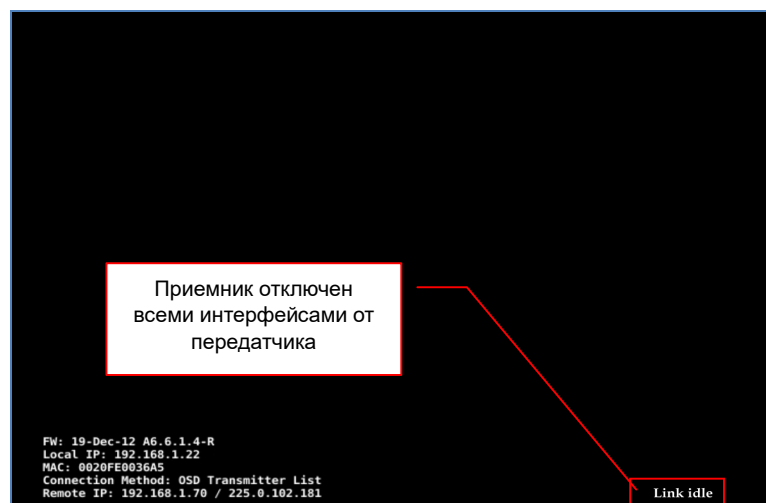 Приемник отключен
всеми интерфейсами от
передатчика
FW: 19-Dec-12 A6.6.1.4-R
Local IP: 192.168.1.22
MAC: 0020FE0036A5
Connection Method: OSD Transmitter List
Remote IP: 192.168.1.70 / 225.0.102.181
Link idle